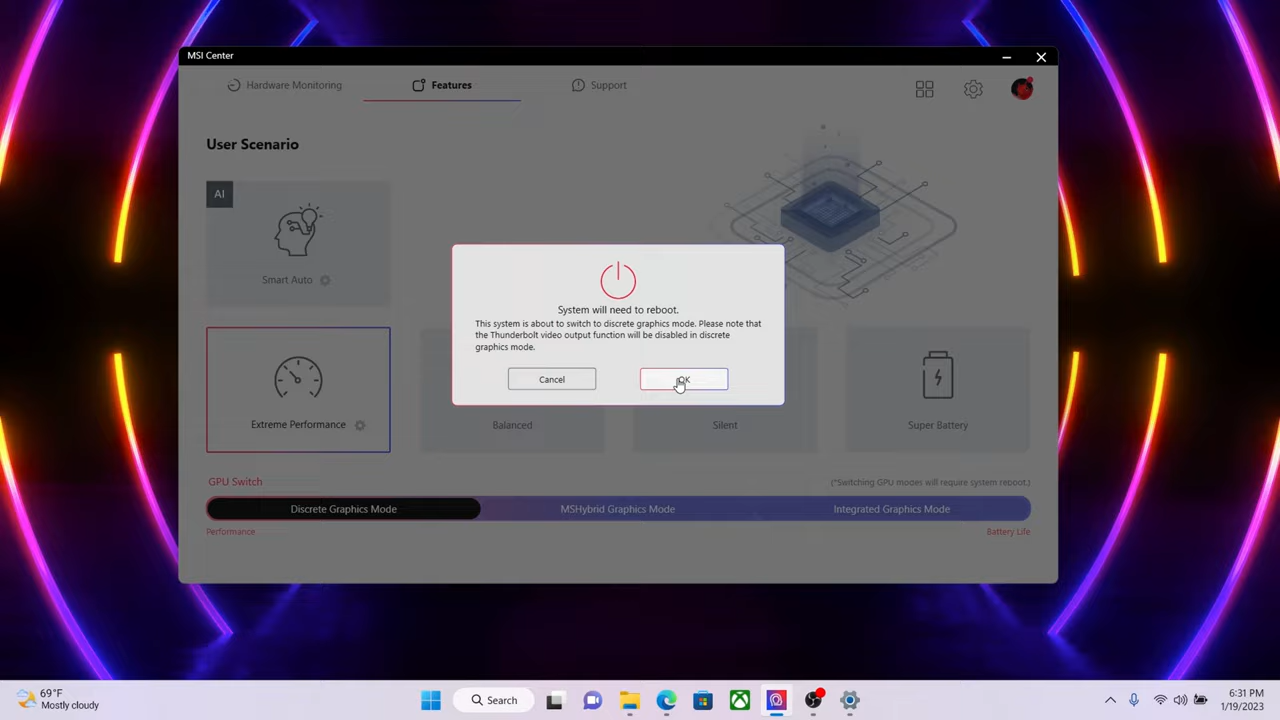 MSI Center
Hardware Monitoring
Features
Support
User Scenario
AI
Smart Auto
System will need to reboot.
This system is about to switch to discrete graphics mode. Please note that
the Thunderbolt video output function will be disabled in discrete
graphics mode.
Cancel
OK
Extreme Performance
Balanced
Silent
Super Battery
GPU Switch
(*Switching GPU modes will require system reboot.)
Discrete Graphics Mode
MSHybrid Graphics Mode
Integrated Graphics Mode
Performance
Battery Life
69°F
Mostly cloudy
Search
6:31 PM
1/19/2023